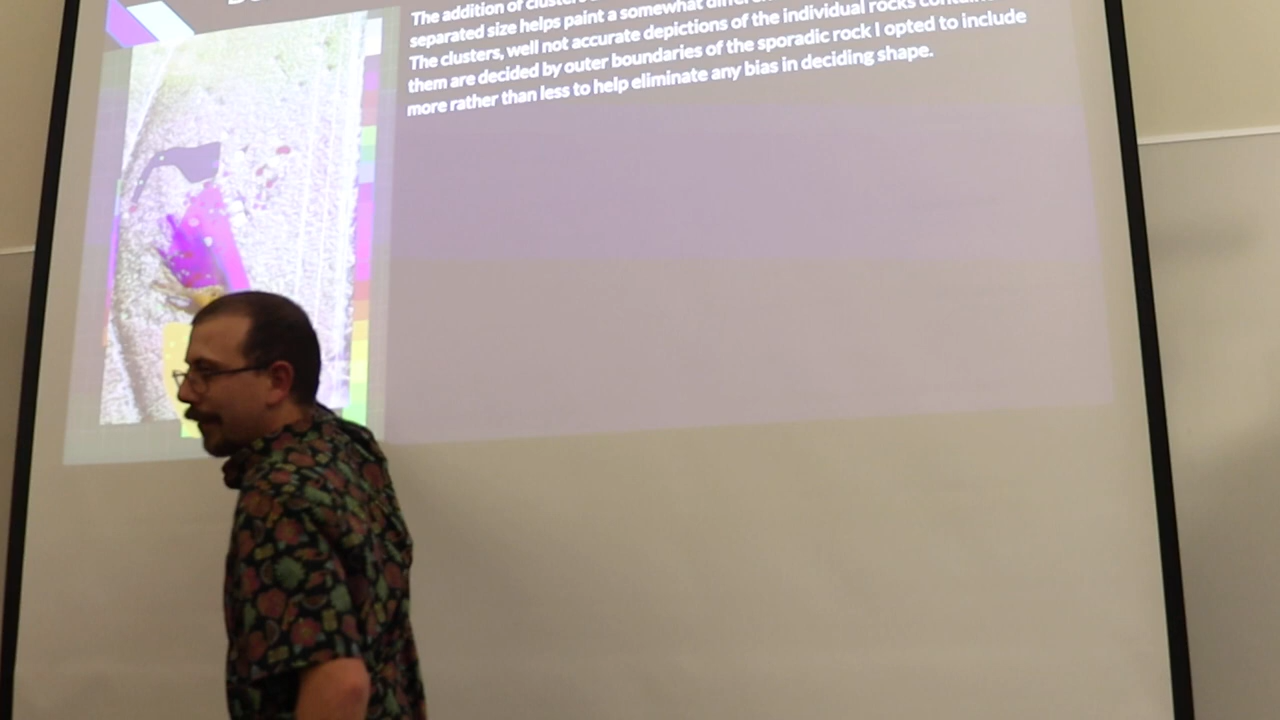 The addition of clusters
separated size helps paint a somewhat
The clusters, well not accurate depictions of the individual rocks
them are decided by outer boundaries of the sporadic rock I opted to include
more rather than less to help eliminate any bias in deciding shape.